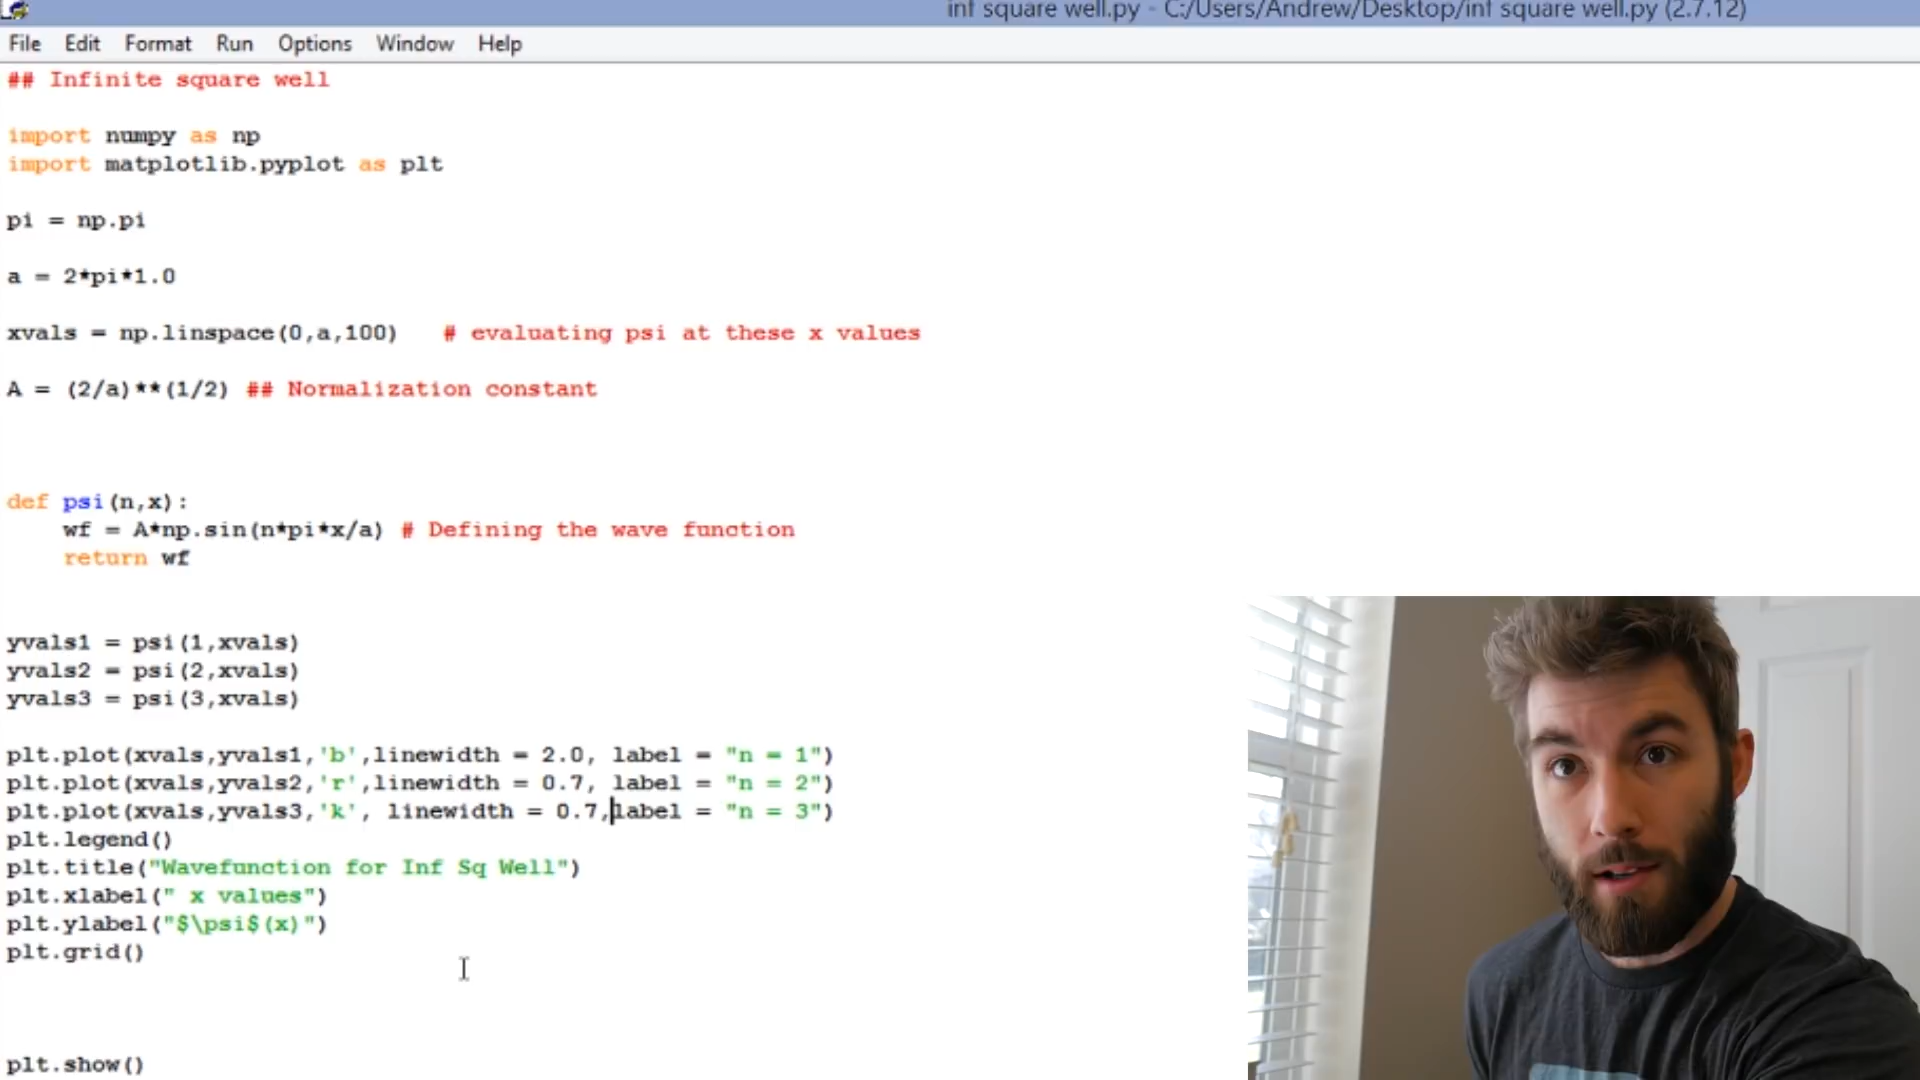 inf square well.py - C:/Users/Andrew/Desktop/inf square well.py (2.7.12)
File Edit Format Run Options Window Help
## Infinite square well
import numpy as np
import matplotlib.pyplot as plt
pi = np.pi
a = 2*pi*1.0
xvals = np.linspace(0,a,100)   # evaluating psi at these x values
A = (2/a)**(1/2) ## Normalization constant
def psi(n,x):
    wf = A*np.sin(n*pi*x/a) # Defining the wave function
    return wf
yvals1 = psi(1,xvals)
yvals2 = psi(2,xvals)
yvals3 = psi(3,xvals)
plt.plot(xvals,yvals1,'b',linewidth = 2.0, label = "n = 1")
plt.plot(xvals,yvals2,'r',linewidth = 0.7, label = "n = 2")
plt.plot(xvals,yvals3,'k', linewidth = 0.7,label = "n = 3")
plt.legend()
plt.title("Wavefunction for Inf Sq Well")
plt.xlabel(" x values")
plt.ylabel("$\psi$(x)")
plt.grid()
plt.show()